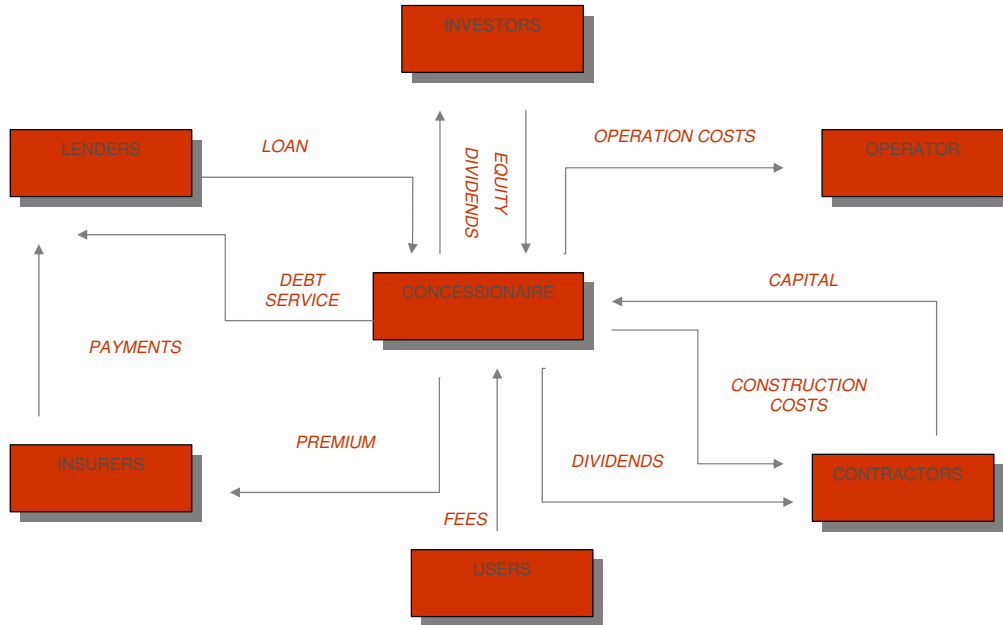 INVESTORS
LENDERS
LOAN
OPERATION COSTS
OPERATOR
DIVIDENDS
EQUITY
DEBT
SERVICE
CONCESSIONAIRE
CAPITAL
PAYMENTS
CONSTRUCTION
COSTS
PREMIUM
DIVIDENDS
INSURERS
CONTRACTORS
FEES
USERS